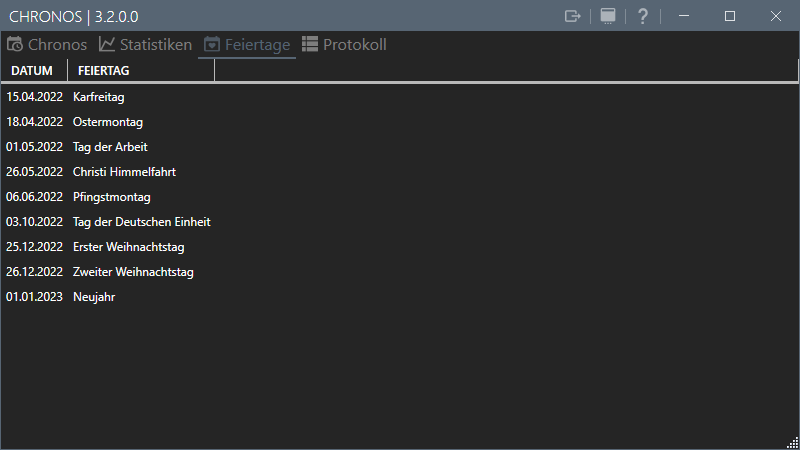 CHRONOS | 3.2.0.0
Chronos Statistiken Feiertage Protokoll
DATUM FEIERTAG
15.04.2022 Karfreitag
18.04.2022 Ostermontag
01.05.2022 Tag der Arbeit
26.05.2022 Christi Himmelfahrt
06.06.2022 Pfingstmontag
03.10.2022 Tag der Deutschen Einheit
25.12.2022 Erster Weihnachtstag
26.12.2022 Zweiter Weihnachtstag
01.01.2023 Neujahr